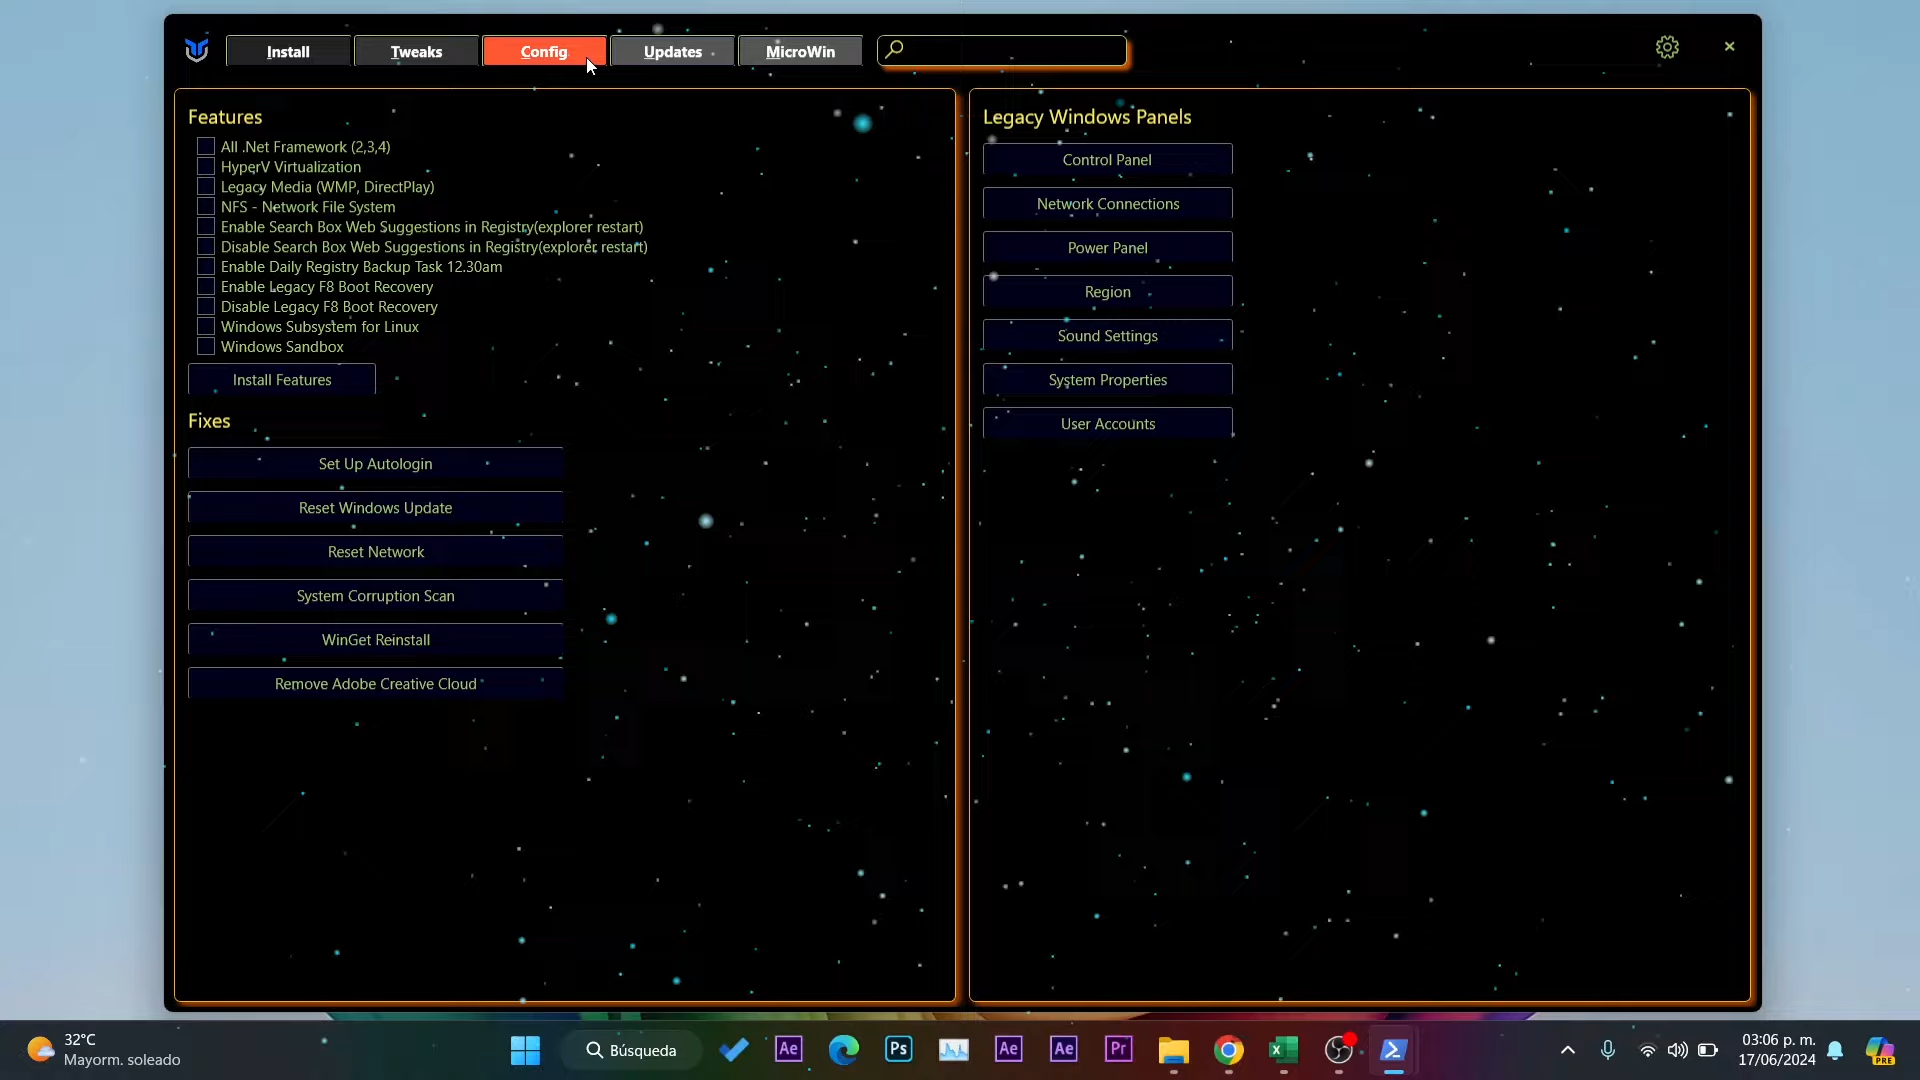 Install
Tweaks
Config
Updates
MicroWin
Features
All .Net Framework (2,3,4)
HyperV Virtualization
Legacy Media (WMP, DirectPlay)
NFS - Network File System
Enable Search Box Web Suggestions in Registry(explorer restart)
Disable Search Box Web Suggestions in Registry(explorer restart)
Enable Daily Registry Backup Task 12.30am
Enable Legacy F8 Boot Recovery
Disable Legacy F8 Boot Recovery
Windows Subsystem for Linux
Windows Sandbox
Install Features
Fixes
Set Up Autologin
Reset Windows Update
Reset Network
System Corruption Scan
WinGet Reinstall
Remove Adobe Creative Cloud
Legacy Windows Panels
Control Panel
Network Connections
Power Panel
Region
Sound Settings
System Properties
User Accounts
32°C
Mayorm. soleado
Búsqueda
Ae
Ps
Ae
Ae
Pr
03:06 p. m.
17/06/2024
PRE